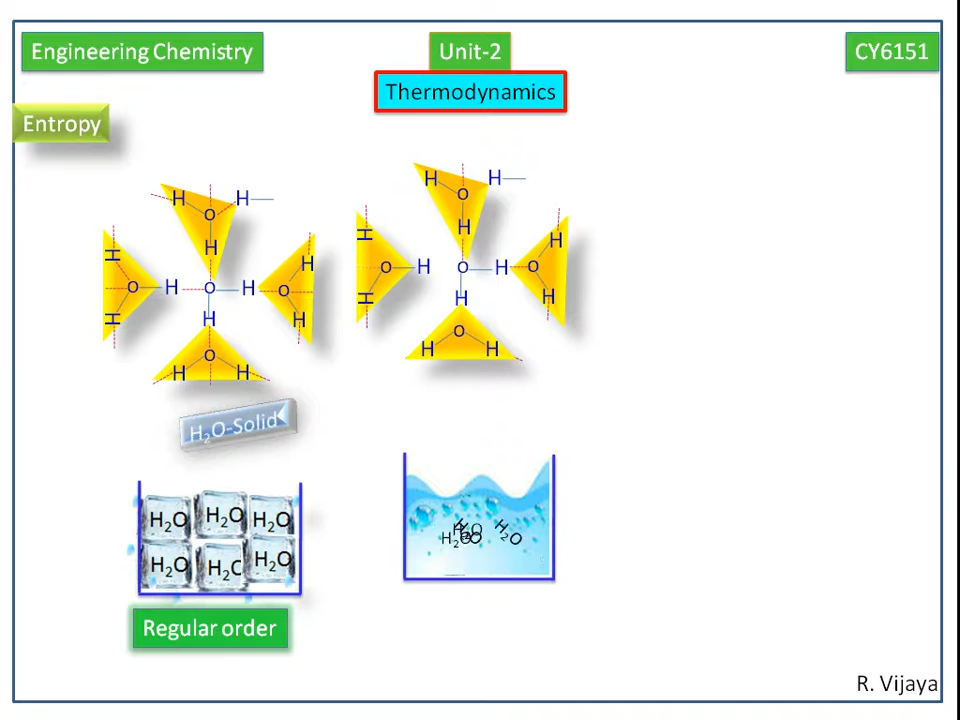 Engineering Chemistry
Unit-2
CY6151
Thermodynamics
Entropy
H H
O
H
H
O H
H
O
H
H
H
O
H
O
H H
H H
O
H
H
O H
H
O
H
H
H
O
H
O
H H
H₂O-Solid
H₂O H₂O H₂O
H₂O H₂O H₂O
H₂O
H₂O
H₂O
Regular order
R. Vijaya